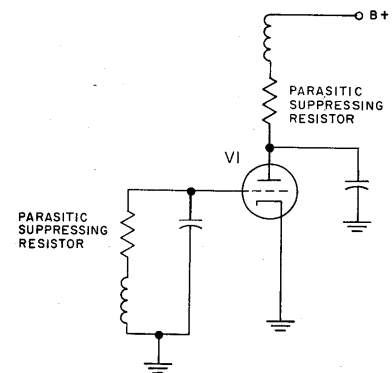 B+
PARASITIC
SUPPRESSING
RESISTOR
V1
PARASITIC
SUPPRESSING
RESISTOR